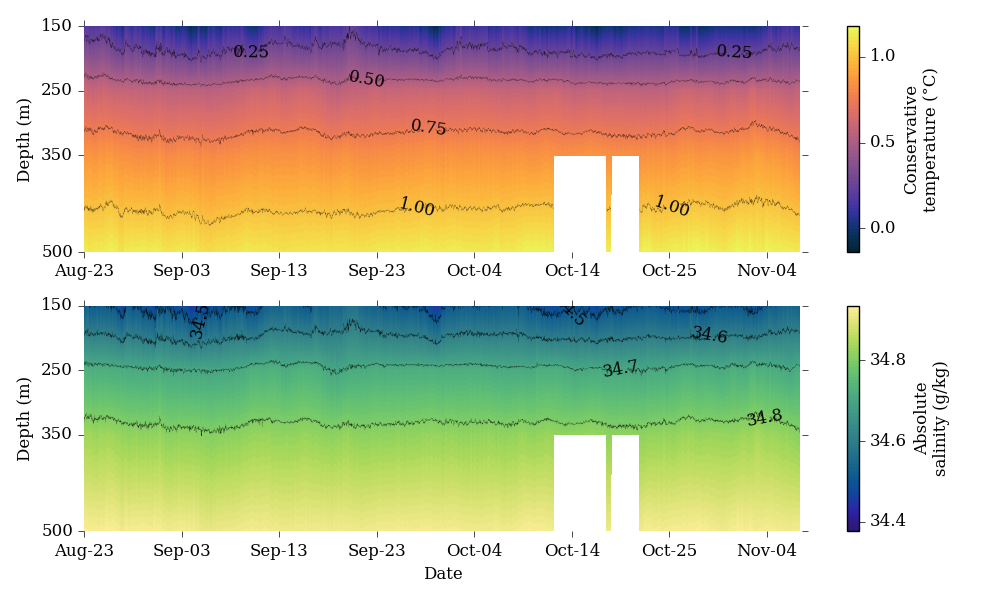 150
250
350
500
Depth (m)
0.25
0.25
0.50
0.75
1.00
1.00
Aug-23 Sep-03 Sep-13 Sep-23 Oct-04 Oct-14 Oct-25 Nov-04
1.0
0.5
0.0
Conservative
temperature (°C)
150
250
350
500
Depth (m)
34.5
34.6
34.7
34.8
Aug-23 Sep-03 Sep-13 Sep-23 Oct-04 Oct-14 Oct-25 Nov-04
Date
34.8
34.6
34.4
Absolute
salinity (g/kg)